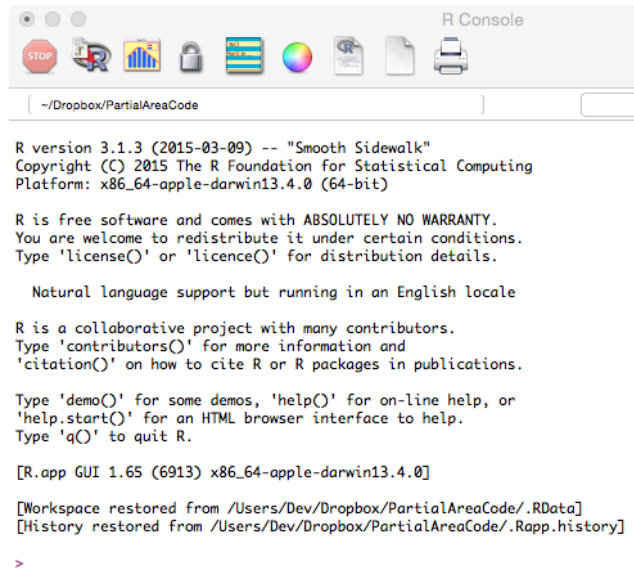 R Console
STOP
~/Dropbox/PartialAreaCode
R version 3.1.3 (2015-03-09) -- "Smooth Sidewalk"
Copyright (C) 2015 The R Foundation for Statistical Computing
Platform: x86_64-apple-darwin13.4.0 (64-bit)
R is free software and comes with ABSOLUTELY NO WARRANTY.
You are welcome to redistribute it under certain conditions.
Type 'license()' or 'licence()' for distribution details.
Natural language support but running in an English locale
R is a collaborative project with many contributors.
Type 'contributors()' for more information and
'citation()' on how to cite R or R packages in publications.
Type 'demo()' for some demos, 'help()' for on-line help, or
'help.start()' for an HTML browser interface to help.
Type 'q()' to quit R.
[R.app GUI 1.65 (6913) x86_64-apple-darwin13.4.0]
[Workspace restored from /Users/Dev/Dropbox/PartialAreaCode/.RData]
[History restored from /Users/Dev/Dropbox/PartialAreaCode/.Rapp.history]
>